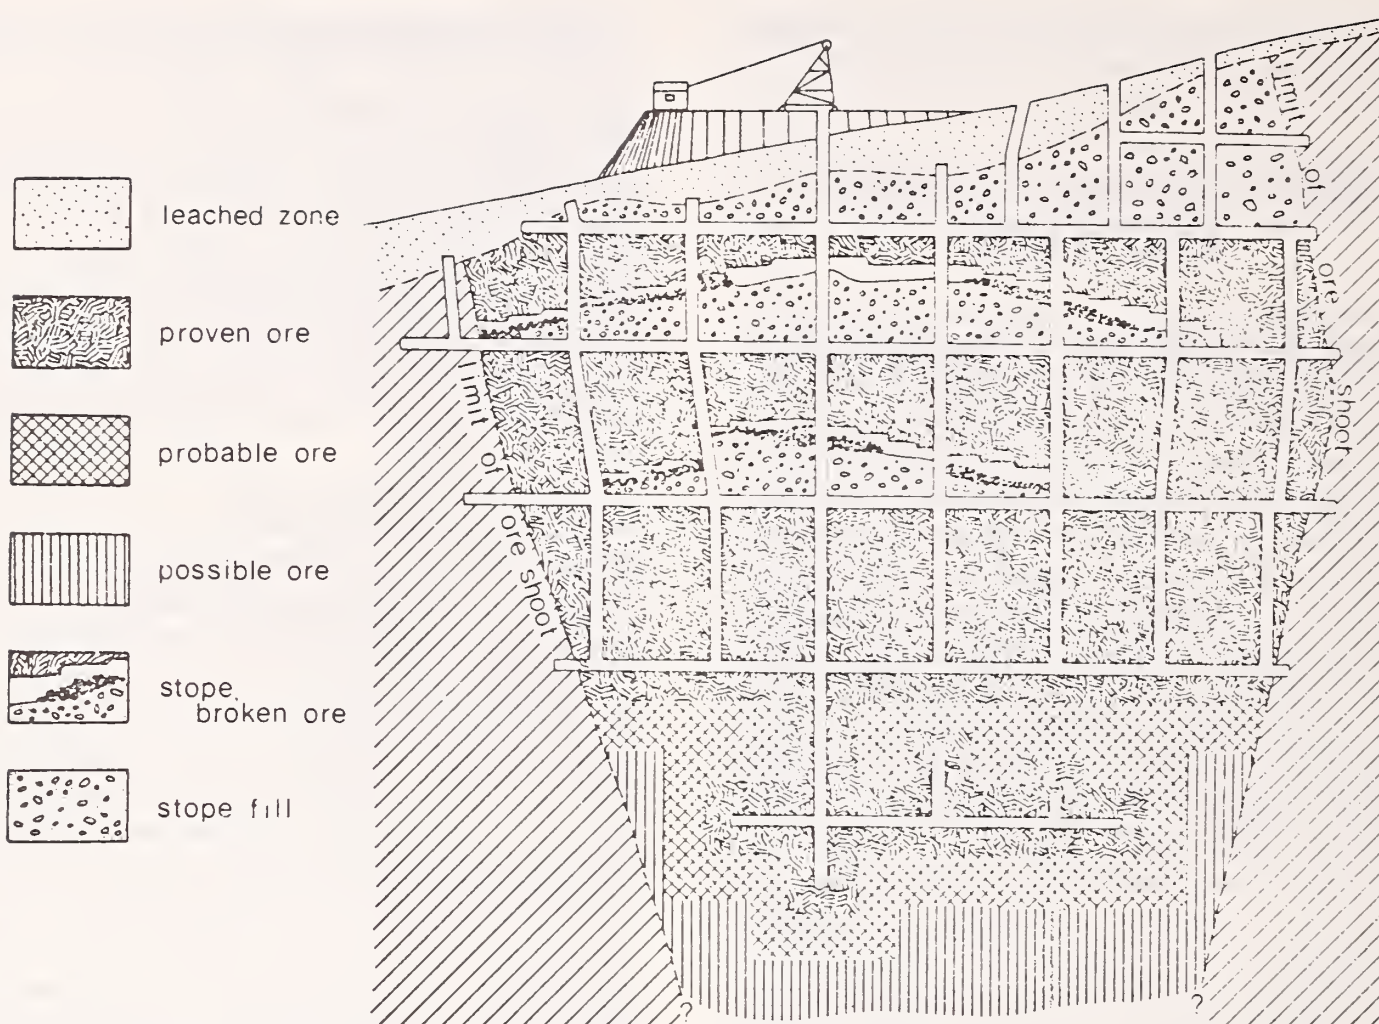 leached zone
proven ore
probable ore
possible ore
stope,
broken ore
stope fill
limit of ore shoot
limit of ore shoot
?
?